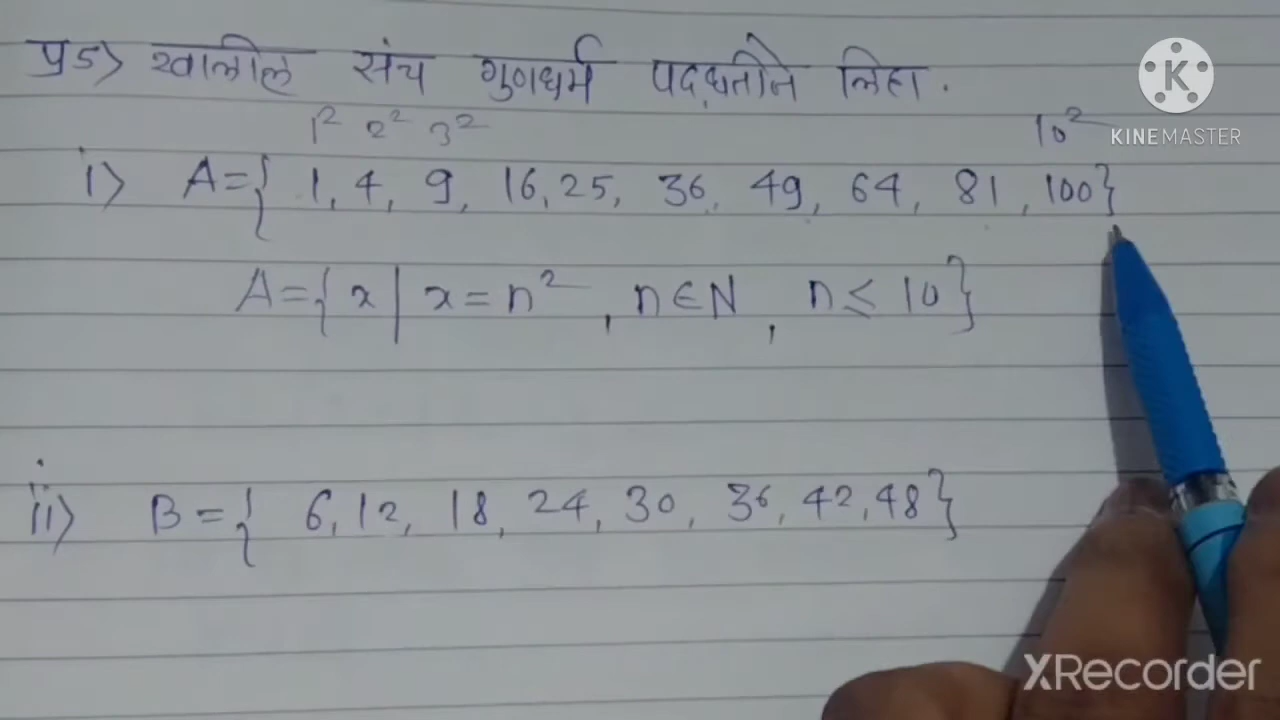 प्र5) खालील संच गुणधर्म पद्धतीने लिहा.
1² 2² 3² 10²
i) A={ 1, 4, 9, 16, 25, 36, 49, 64, 81, 100}
A={ x | x = n², n∈N, n ≤ 10}
ii) B={ 6, 12, 18, 24, 30, 36, 42, 48}
K
KINEMASTER
XRecorder